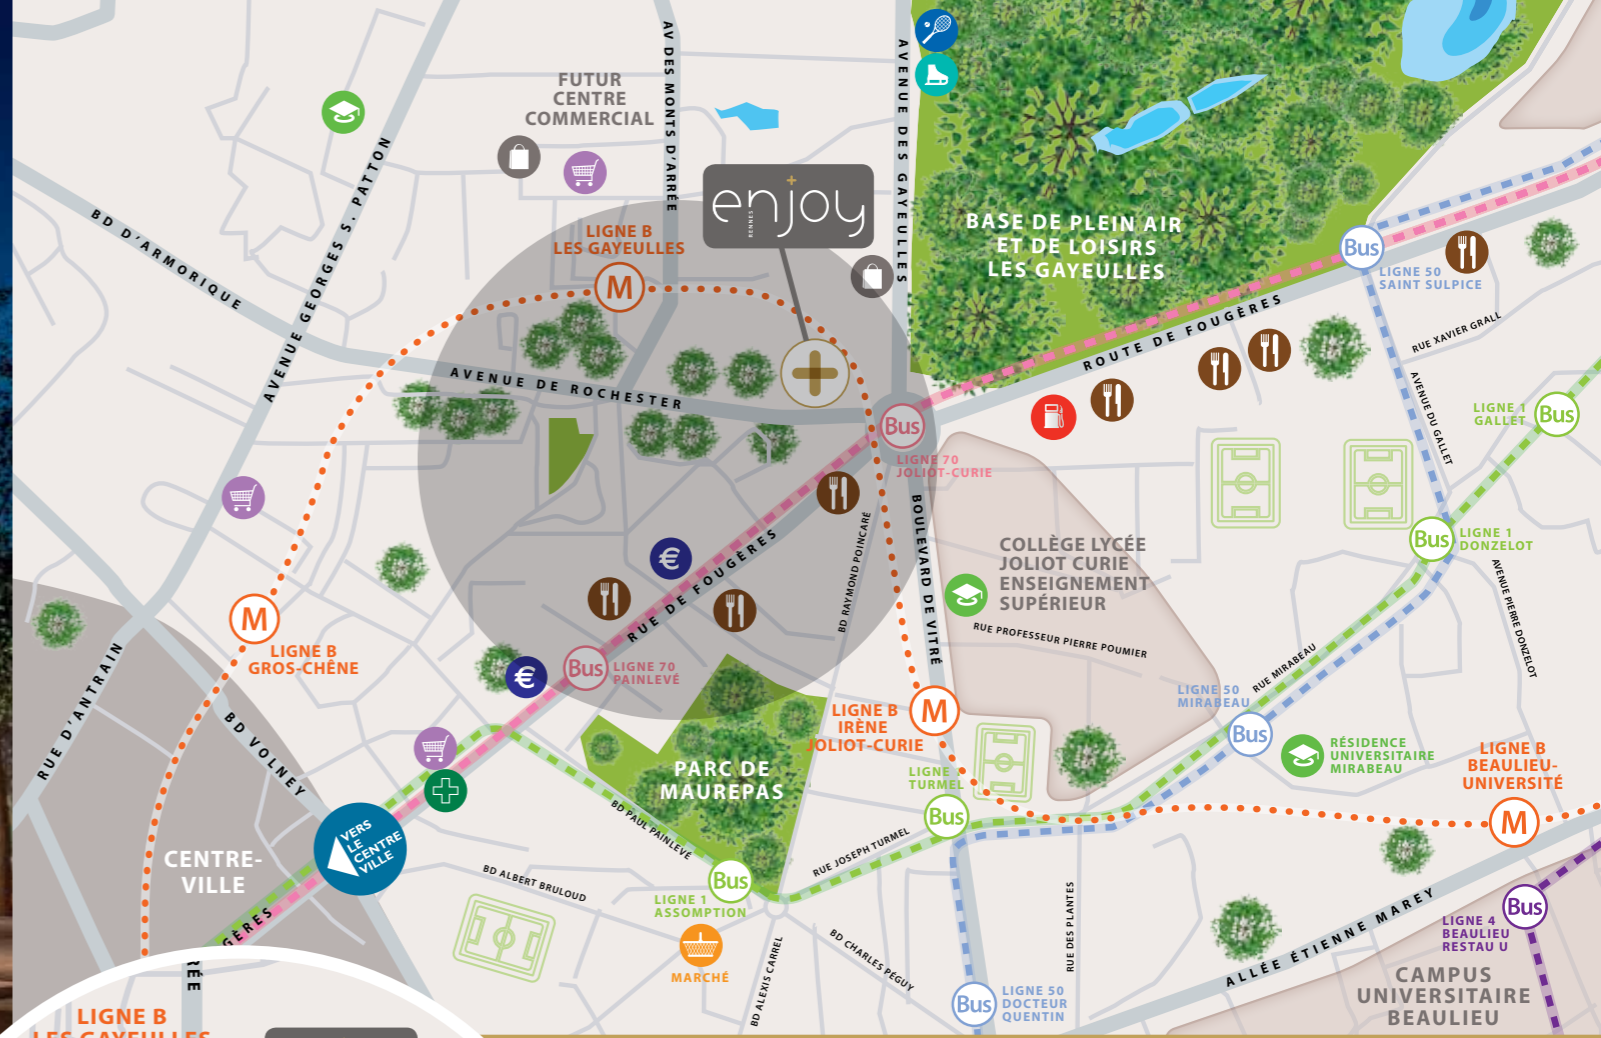 FUTUR
CENTRE
COMMERCIAL
AV DES MONTS D'ARRÉE
AVENUE DES GAYEULLES
AVENUE GEORGES S. PATTON
BD D'ARMORIQUE
enjoy
RENNES
LIGNE B
LES GAYEULLES
M
BASE DE PLEIN AIR
ET DE LOISIRS
LES GAYEULLES
Bus
LIGNE 50
SAINT SULPICE
ROUTE DE FOUGÈRES
RUE XAVIER GRALL
AVENUE DU GALLET
LIGNE 1
GALLET
Bus
AVENUE DE ROCHESTER
Bus
LIGNE 70
JOLIOT-CURIE
BOULEVARD DE VITRÉ
BD RAYMOND POINCARÉ
RUE DE FOUGÈRES
€
COLLÈGE LYCÉE
JOLIOT CURIE
ENSEIGNEMENT
SUPÉRIEUR
RUE PROFESSEUR PIERRE POUMIER
Bus
LIGNE 1
DONZELOT
AVENUE PIERRE DONZELOT
M
LIGNE B
GROS-CHÊNE
Bus
LIGNE 70
PAINLEVÉ
€
RUE D'ANTRAIN
BD VOLNEY
RUE MIRABEAU
LIGNE 50
MIRABEAU
Bus
LIGNE B
IRÈNE
JOLIOT-CURIE
M
RÉSIDENCE
UNIVERSITAIRE
MIRABEAU
LIGNE B
BEAULIEU-
UNIVERSITÉ
M
PARC DE
MAUREPAS
LIGNE
TURMEL
Bus
BD PAUL PAINLEVÉ
RUE JOSEPH TURMEL
VERS
LE
CENTRE
VILLE
CENTRE-
VILLE
BD ALBERT BRULOUD
Bus
LIGNE 1
ASSOMPTION
MARCHÉ
BD ALEXIS CARREL
BD CHARLES PÉGUY
RUE DES PLANTES
ALLÉE ÉTIENNE MAREY
Bus
LIGNE 4
BEAULIEU
RESTAU U
CAMPUS
UNIVERSITAIRE
BEAULIEU
Bus
LIGNE 50
DOCTEUR
QUENTIN
GÈRES
RÉE
LIGNE B
LES GAYEULLES